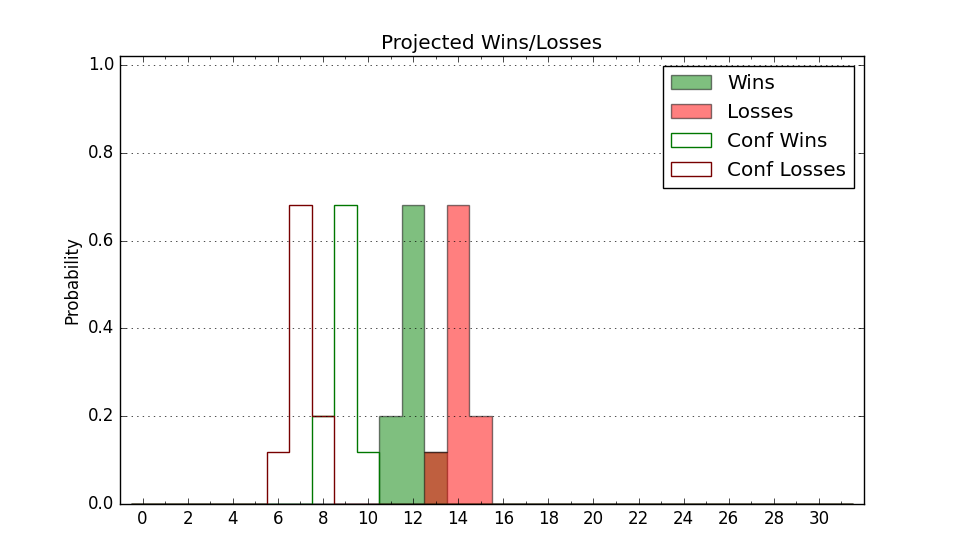 Projected Wins/Losses
Wins
Losses
Conf Wins
Conf Losses
Probability
1.0
0.8
0.6
0.4
0.2
0.0
0 2 4 6 8 10 12 14 16 18 20 22 24 26 28 30